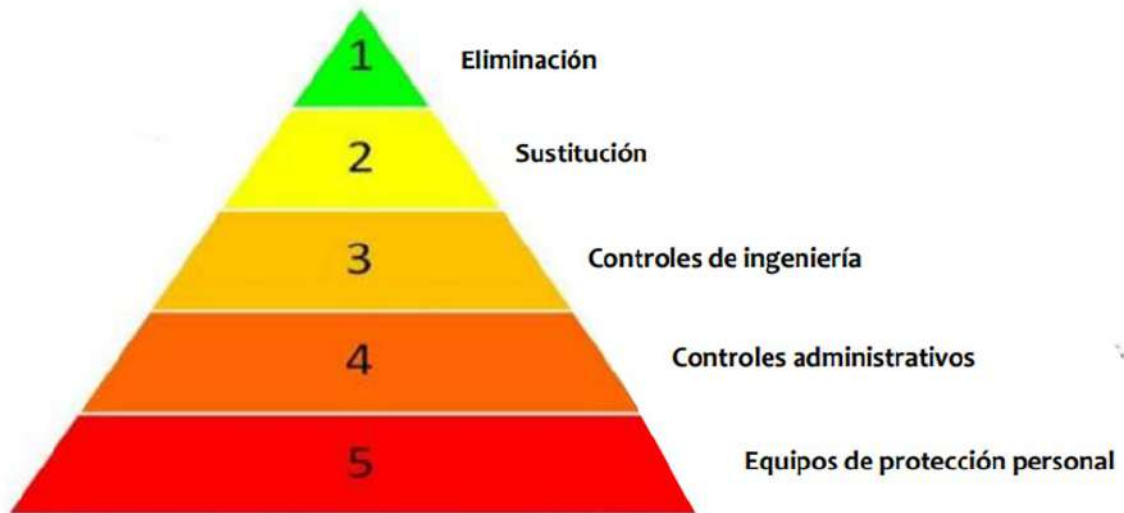 1 Eliminación
2 Sustitución
3 Controles de ingeniería
4 Controles administrativos
5 Equipos de protección personal